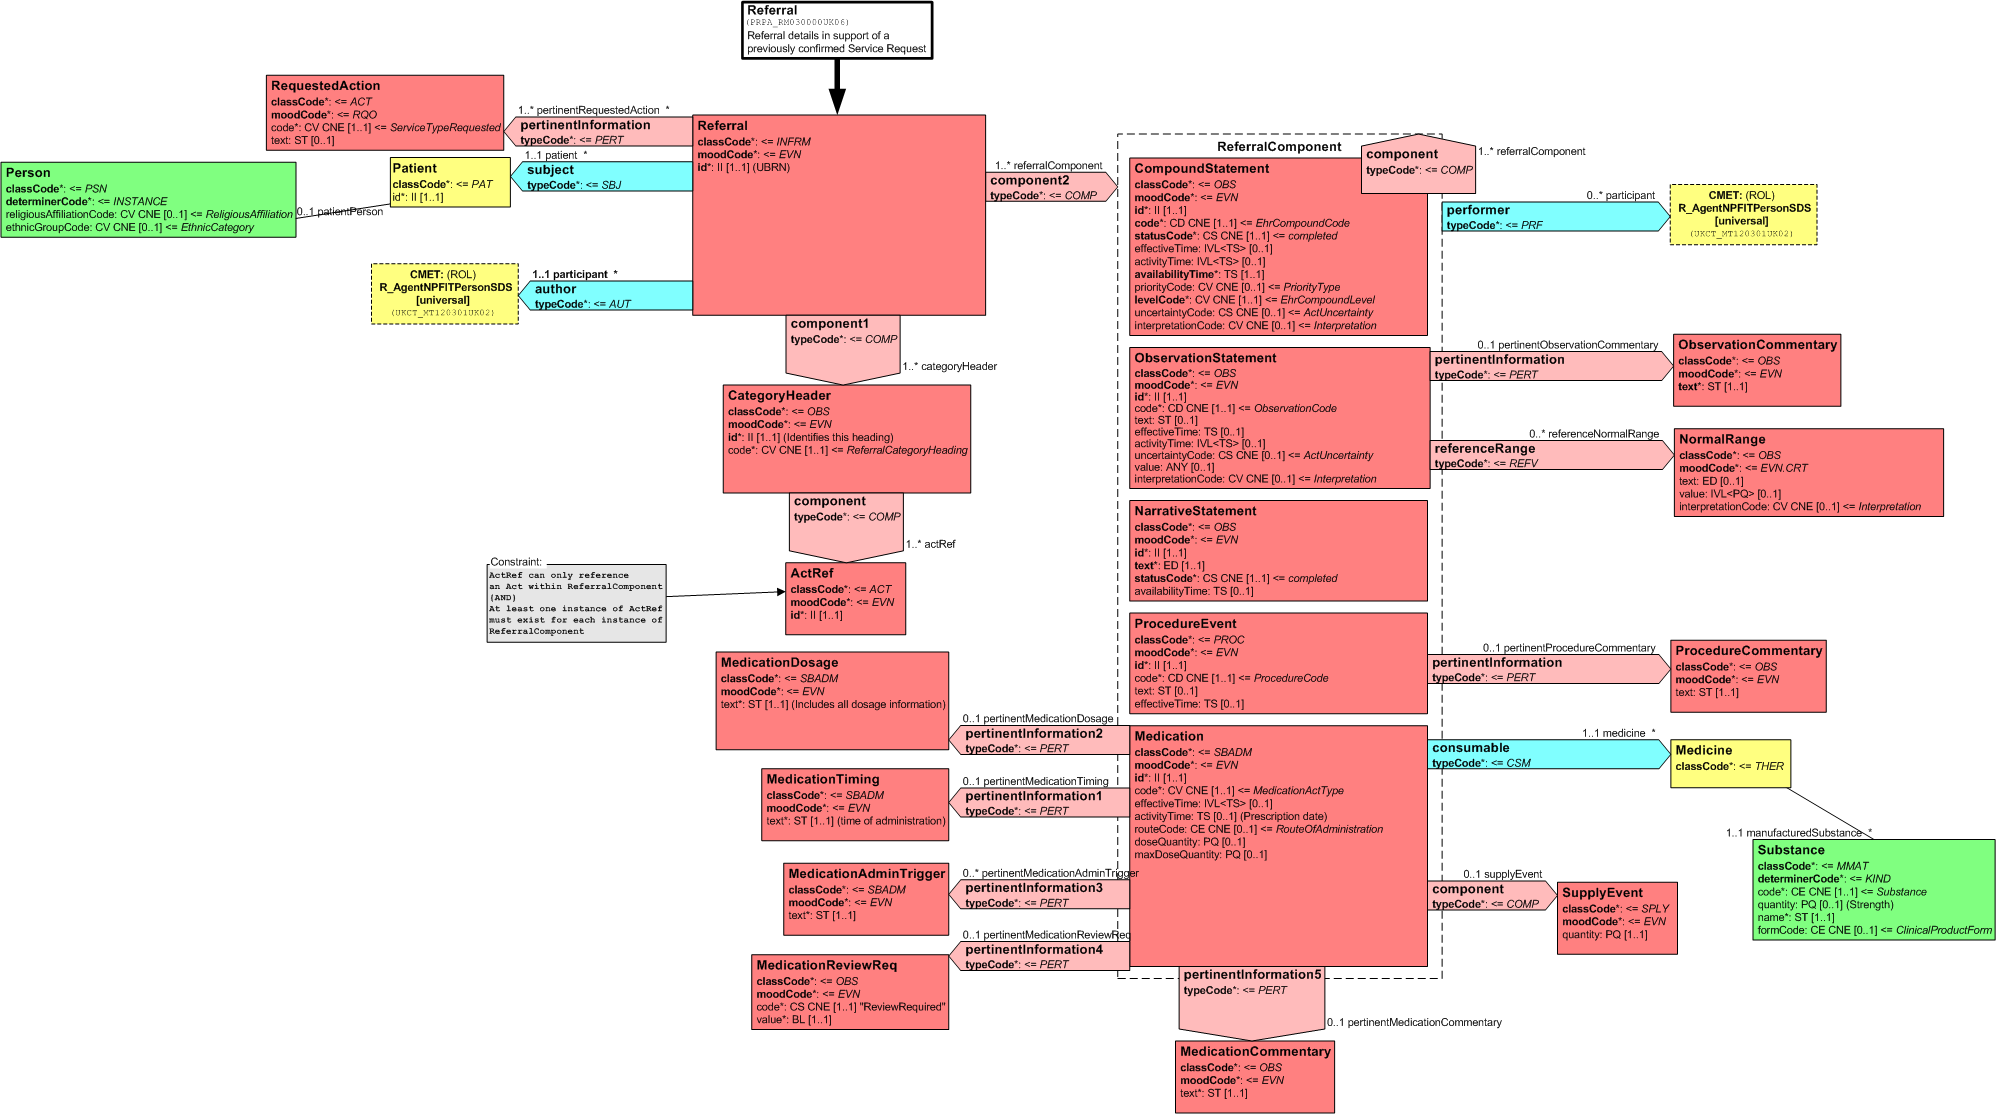 Referral
(PRPA_RM030000UK06)
Referral details in support of a
previously confirmed Service Request
RequestedAction
classCode*: <= ACT
moodCode*: <= RQO
code*: CV CNE [1..1] <= ServiceTypeRequested
text: ST [0..1]
1..* pertinentRequestedAction *
pertinentInformation
typeCode*: <= PERT
Referral
classCode*: <= INFRM
moodCode*: <= EVN
id*: II [1..1] (UBRN)
1..1 patient *
subject
typeCode*: <= SBJ
Patient
classCode*: <= PAT
id*: II [1..1]
Person
classCode*: <= PSN
determinerCode*: <= INSTANCE
religiousAffiliationCode: CV CNE [0..1] <= ReligiousAffiliation
ethnicGroupCode: CV CNE [0..1] <= EthnicCategory
0..1 patientPerson
CMET: (ROL)
R_AgentNPFITPersonSDS
[universal]
(UKCT_MT120301UK02)
1..1 participant *
author
typeCode*: <= AUT
1..* referralComponent
component2
typeCode*: <= COMP
component1
typeCode*: <= COMP
1..* categoryHeader
CategoryHeader
classCode*: <= OBS
moodCode*: <= EVN
id*: II [1..1] (Identifies this heading)
code*: CV CNE [1..1] <= ReferralCategoryHeading
component
typeCode*: <= COMP
1..* actRef
Constraint:
ActRef can only reference
an Act within ReferralComponent
(AND)
At least one instance of ActRef
must exist for each instance of
ReferralComponent
ActRef
classCode*: <= ACT
moodCode*: <= EVN
id*: II [1..1]
ReferralComponent
component
typeCode*: <= COMP
1..* referralComponent
CompoundStatement
classCode*: <= OBS
moodCode*: <= EVN
id*: II [1..1]
code*: CD CNE [1..1] <= EhrCompoundCode
statusCode*: CS CNE [1..1] <= completed
effectiveTime: IVL<TS> [0..1]
activityTime: IVL<TS> [0..1]
availabilityTime*: TS [1..1]
priorityCode: CV CNE [0..1] <= PriorityType
levelCode*: CV CNE [1..1] <= EhrCompoundLevel
uncertaintyCode: CS CNE [0..1] <= ActUncertainty
interpretationCode: CV CNE [0..1] <= Interpretation
0..* participant
performer
typeCode*: <= PRF
CMET: (ROL)
R_AgentNPFITPersonSDS
[universal]
(UKCT_MT120301UK02)
ObservationStatement
classCode*: <= OBS
moodCode*: <= EVN
id*: II [1..1]
code*: CD CNE [1..1] <= ObservationCode
text: ST [0..1]
effectiveTime: TS [0..1]
activityTime: IVL<TS> [0..1]
uncertaintyCode: CS CNE [0..1] <= ActUncertainty
value: ANY [0..1]
interpretationCode: CV CNE [0..1] <= Interpretation
0..1 pertinentObservationCommentary
pertinentInformation
typeCode*: <= PERT
ObservationCommentary
classCode*: <= OBS
moodCode*: <= EVN
text*: ST [1..1]
0..* referenceNormalRange
referenceRange
typeCode*: <= REFV
NormalRange
classCode*: <= OBS
moodCode*: <= EVN.CRT
text: ED [0..1]
value: IVL<PQ> [0..1]
interpretationCode: CV CNE [0..1] <= Interpretation
NarrativeStatement
classCode*: <= OBS
moodCode*: <= EVN
id*: II [1..1]
text*: ED [1..1]
statusCode*: CS CNE [1..1] <= completed
availabilityTime: TS [0..1]
ProcedureEvent
classCode*: <= PROC
moodCode*: <= EVN
id*: II [1..1]
code*: CD CNE [1..1] <= ProcedureCode
text: ST [0..1]
effectiveTime: TS [0..1]
0..1 pertinentProcedureCommentary
pertinentInformation
typeCode*: <= PERT
ProcedureCommentary
classCode*: <= OBS
moodCode*: <= EVN
text: ST [1..1]
MedicationDosage
classCode*: <= SBADM
moodCode*: <= EVN
text*: ST [1..1] (Includes all dosage information)
0..1 pertinentMedicationDosage
pertinentInformation2
typeCode*: <= PERT
Medication
classCode*: <= SBADM
moodCode*: <= EVN
id*: II [1..1]
code*: CV CNE [1..1] <= MedicationActType
effectiveTime: IVL<TS> [0..1]
activityTime: TS [0..1] (Prescription date)
routeCode: CE CNE [0..1] <= RouteOfAdministration
doseQuantity: PQ [0..1]
maxDoseQuantity: PQ [0..1]
1..1 medicine *
consumable
typeCode*: <= CSM
Medicine
classCode*: <= THER
1..1 manufacturedSubstance *
Substance
classCode*: <= MMAT
determinerCode*: <= KIND
code*: CE CNE [1..1] <= Substance
quantity: PQ [0..1] (Strength)
name*: ST [1..1]
formCode: CE CNE [0..1] <= ClinicalProductForm
MedicationTiming
classCode*: <= SBADM
moodCode*: <= EVN
text*: ST [1..1] (time of administration)
0..1 pertinentMedicationTiming
pertinentInformation1
typeCode*: <= PERT
MedicationAdminTrigger
classCode*: <= SBADM
moodCode*: <= EVN
text*: ST [1..1]
0..* pertinentMedicationAdminTrigger
pertinentInformation3
typeCode*: <= PERT
0..1 supplyEvent
component
typeCode*: <= COMP
SupplyEvent
classCode*: <= SPLY
moodCode*: <= EVN
quantity: PQ [1..1]
0..1 pertinentMedicationReviewReq
pertinentInformation4
typeCode*: <= PERT
MedicationReviewReq
classCode*: <= OBS
moodCode*: <= EVN
code*: CS CNE [1..1] "ReviewRequired"
value*: BL [1..1]
pertinentInformation5
typeCode*: <= PERT
0..1 pertinentMedicationCommentary
MedicationCommentary
classCode*: <= OBS
moodCode*: <= EVN
text*: ST [1..1]